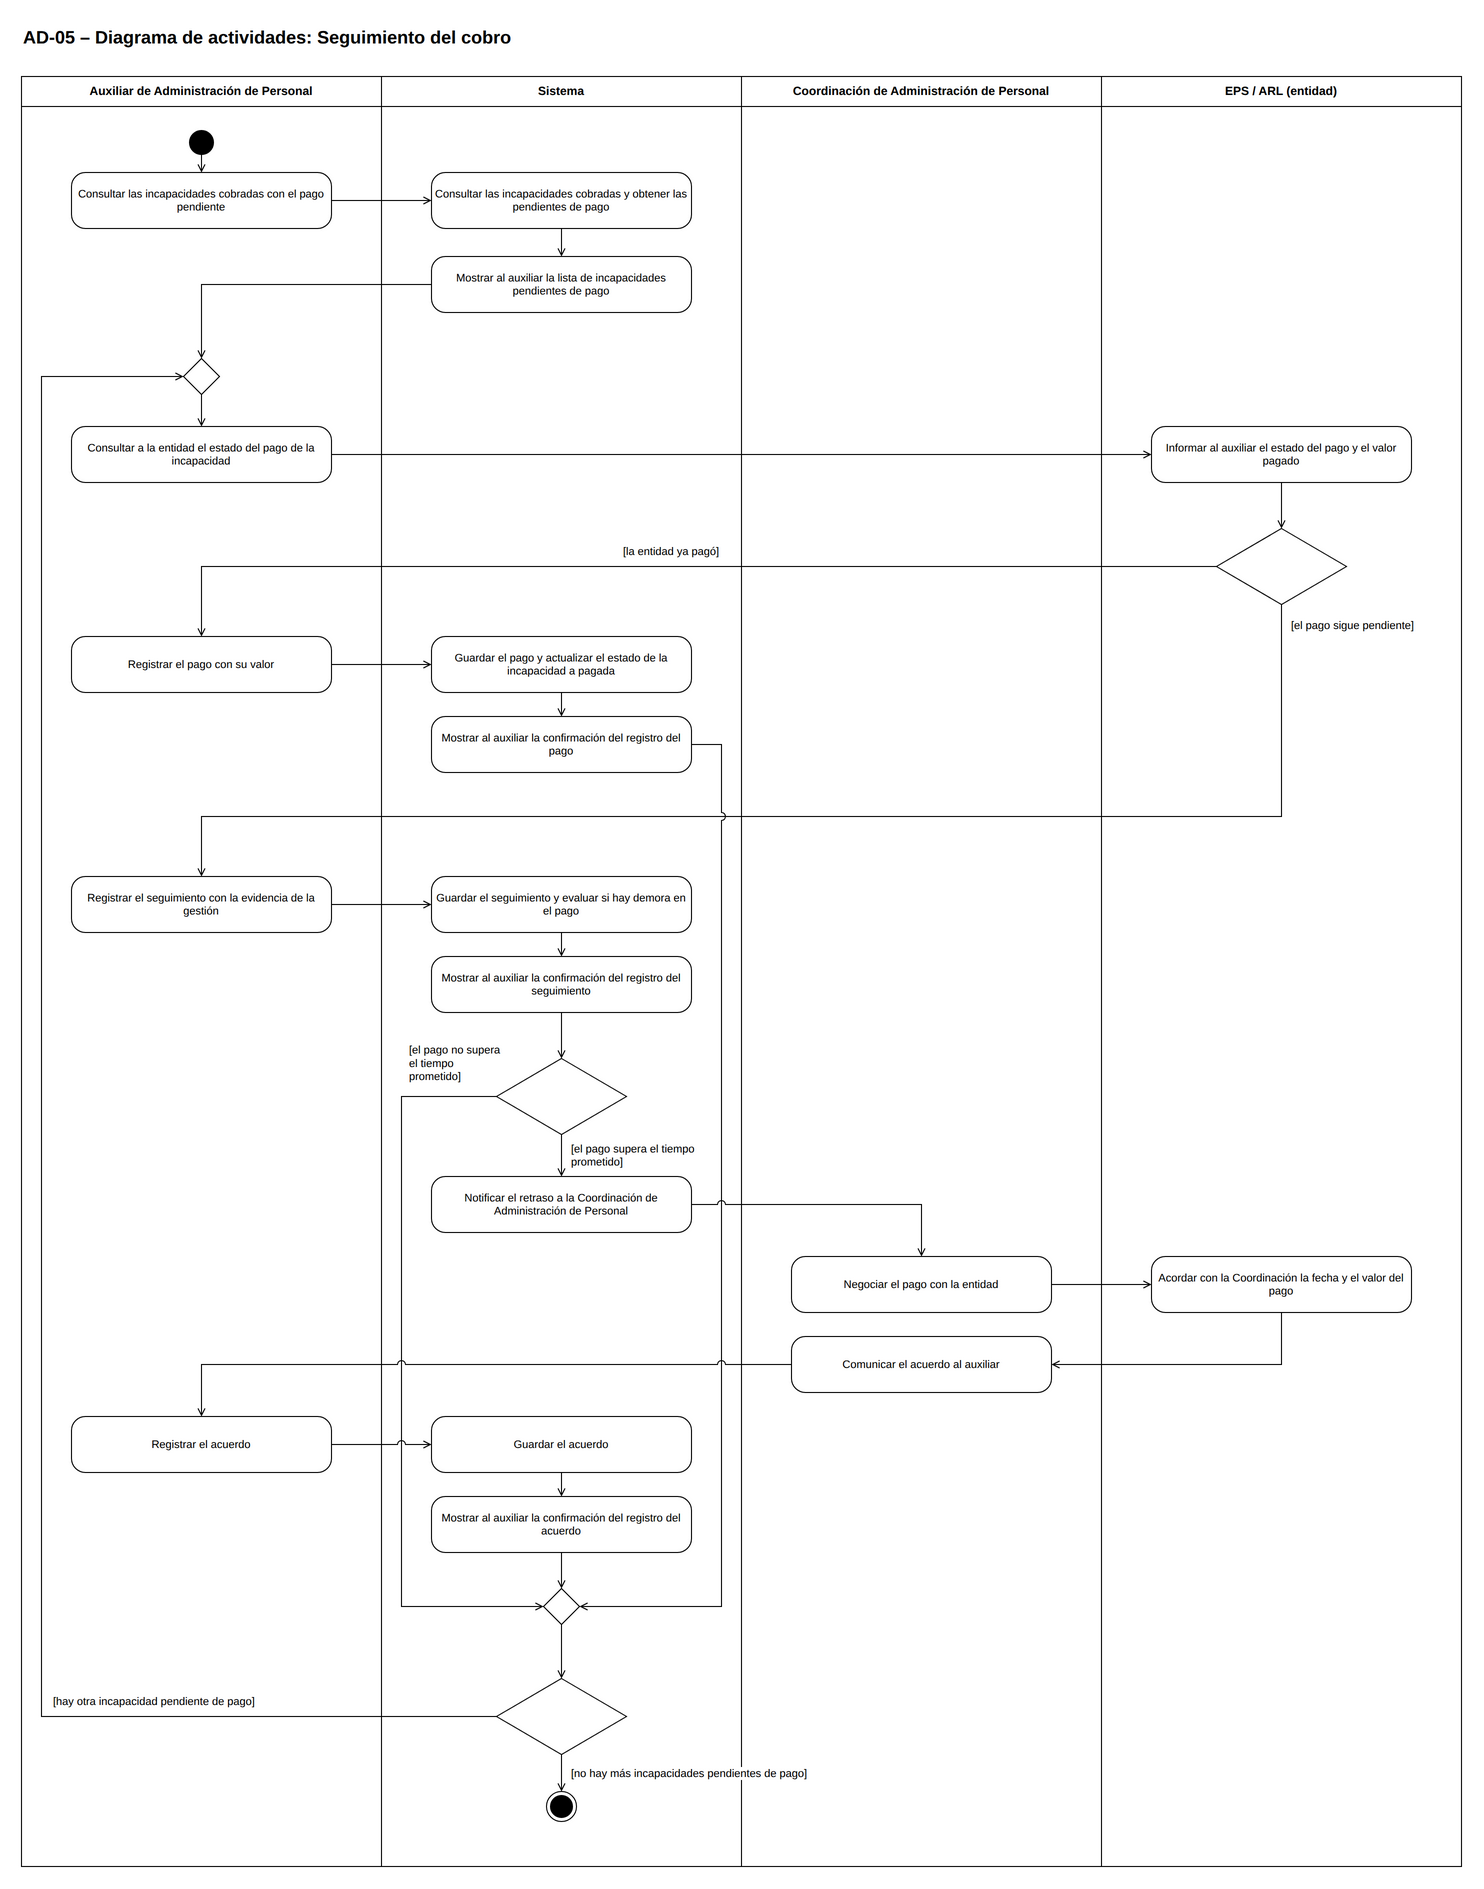 AD-05 – Diagrama de actividades: Seguimiento del cobro
Auxiliar de Administración de Personal
Sistema
Coordinación de Administración de Personal
EPS / ARL (entidad)
Consultar las incapacidades cobradas con el pago
pendiente
Consultar las incapacidades cobradas y obtener las
pendientes de pago
Mostrar al auxiliar la lista de incapacidades
pendientes de pago
Consultar a la entidad el estado del pago de la
incapacidad
Informar al auxiliar el estado del pago y el valor
pagado
[la entidad ya pagó]
[el pago sigue pendiente]
Registrar el pago con su valor
Guardar el pago y actualizar el estado de la
incapacidad a pagada
Mostrar al auxiliar la confirmación del registro del
pago
Registrar el seguimiento con la evidencia de la
gestión
Guardar el seguimiento y evaluar si hay demora en
el pago
Mostrar al auxiliar la confirmación del registro del
seguimiento
[el pago no supera
el tiempo
prometido]
[el pago supera el tiempo
prometido]
Notificar el retraso a la Coordinación de
Administración de Personal
Negociar el pago con la entidad
Acordar con la Coordinación la fecha y el valor del
pago
Comunicar el acuerdo al auxiliar
Registrar el acuerdo
Guardar el acuerdo
Mostrar al auxiliar la confirmación del registro del
acuerdo
[hay otra incapacidad pendiente de pago]
[no hay más incapacidades pendientes de pago]